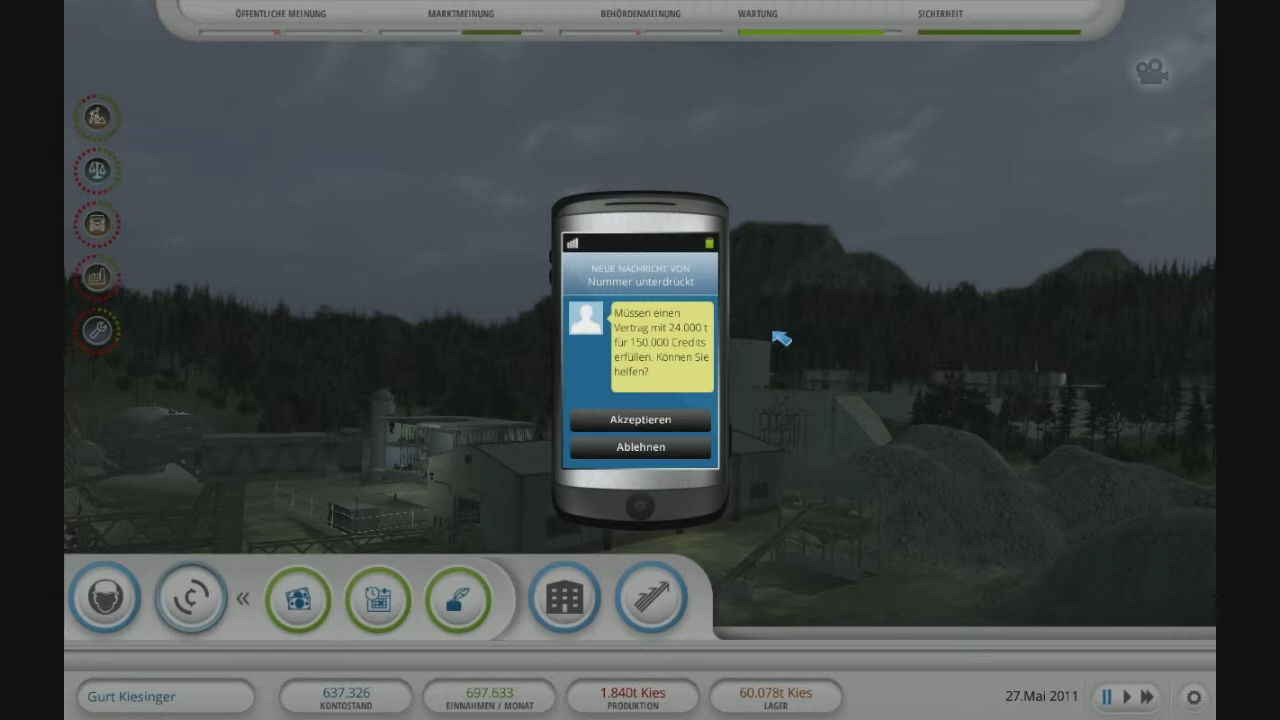 ÖFFENTLICHE MEINUNG
MARKTMEINUNG
BEHÖRDENMEINUNG
WARTUNG
SICHERHEIT
NEUE NACHRICHT VON
Nummer unterdrückt
Müssen einen
Vertrag mit 24.000 t
für 150.000 Credits
erfüllen. Können Sie
helfen?
Akzeptieren
Ablehnen
Gurt Kiesinger
637.326
KONTOSTAND
697.633
EINNAHMEN / MONAT
1.840t Kies
PRODUKTION
60.078t Kies
LAGER
27.Mai 2011